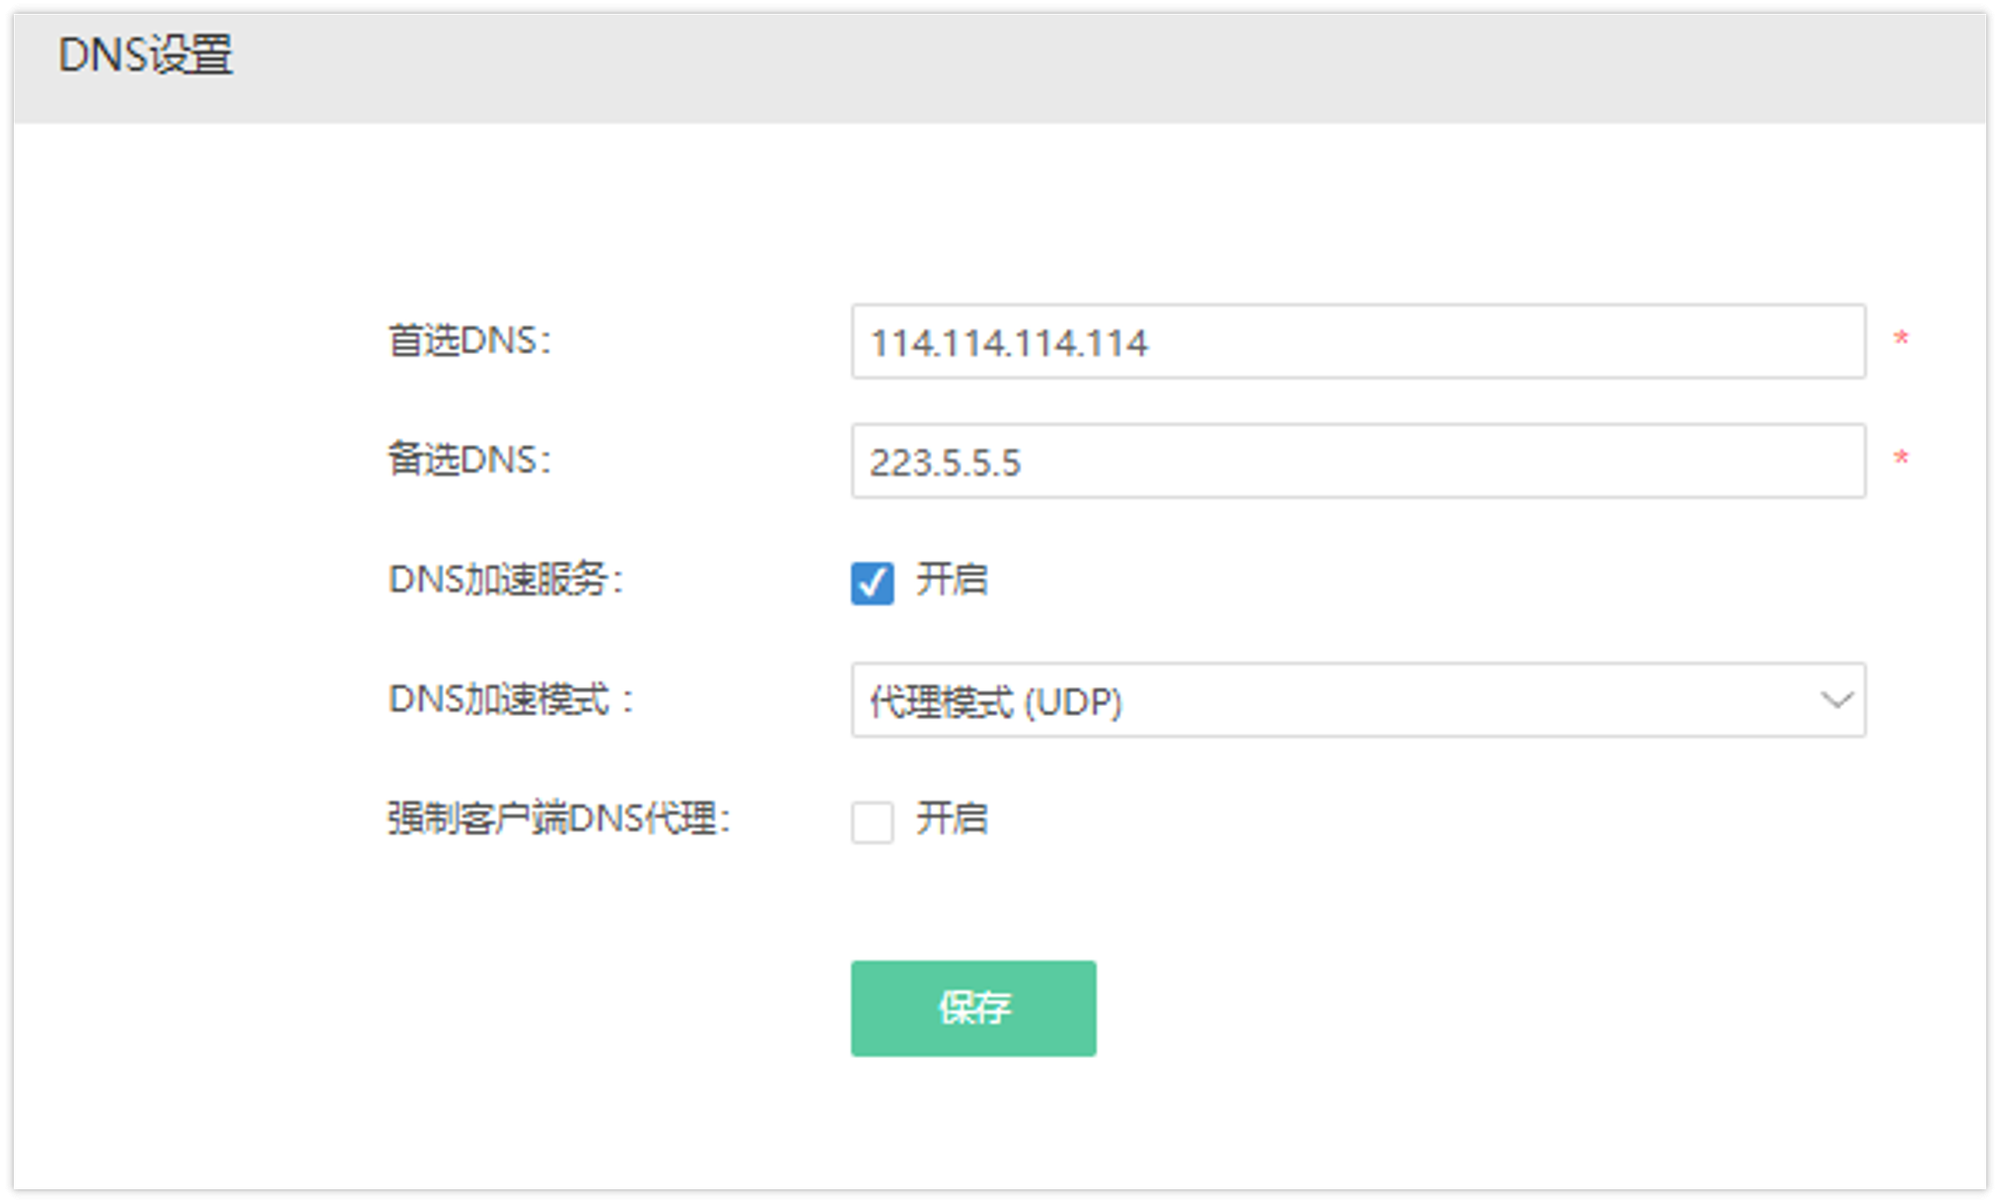 DNS设置
首选DNS: 114.114.114.114 *
备选DNS: 223.5.5.5 *
DNS加速服务: 开启
DNS加速模式 : 代理模式 (UDP)
强制客户端DNS代理: 开启
保存